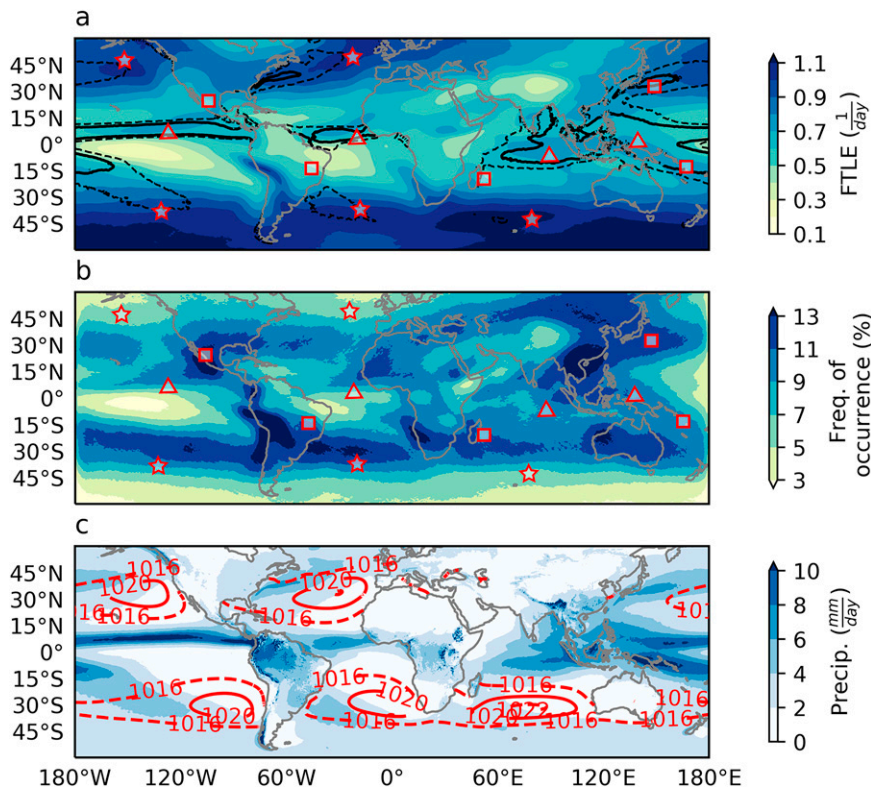 a
45°N
30°N
15°N
0°
15°S
30°S
45°S
1.1
0.9
0.7
0.5
0.3
0.1
FTLE (1/day)
b
45°N
30°N
15°N
0°
15°S
30°S
45°S
13
11
9
7
5
3
Freq. of
occurrence (%)
c
45°N
30°N
15°N
0°
15°S
30°S
45°S
1016
1020
1016
1016
1016
1020
1016
1016
1020
1016
1016
1020
1016
1020
1022
1016
1016
10
8
6
4
2
0
Precip. (mm/day)
180°W
120°W
60°W
0°
60°E
120°E
180°E